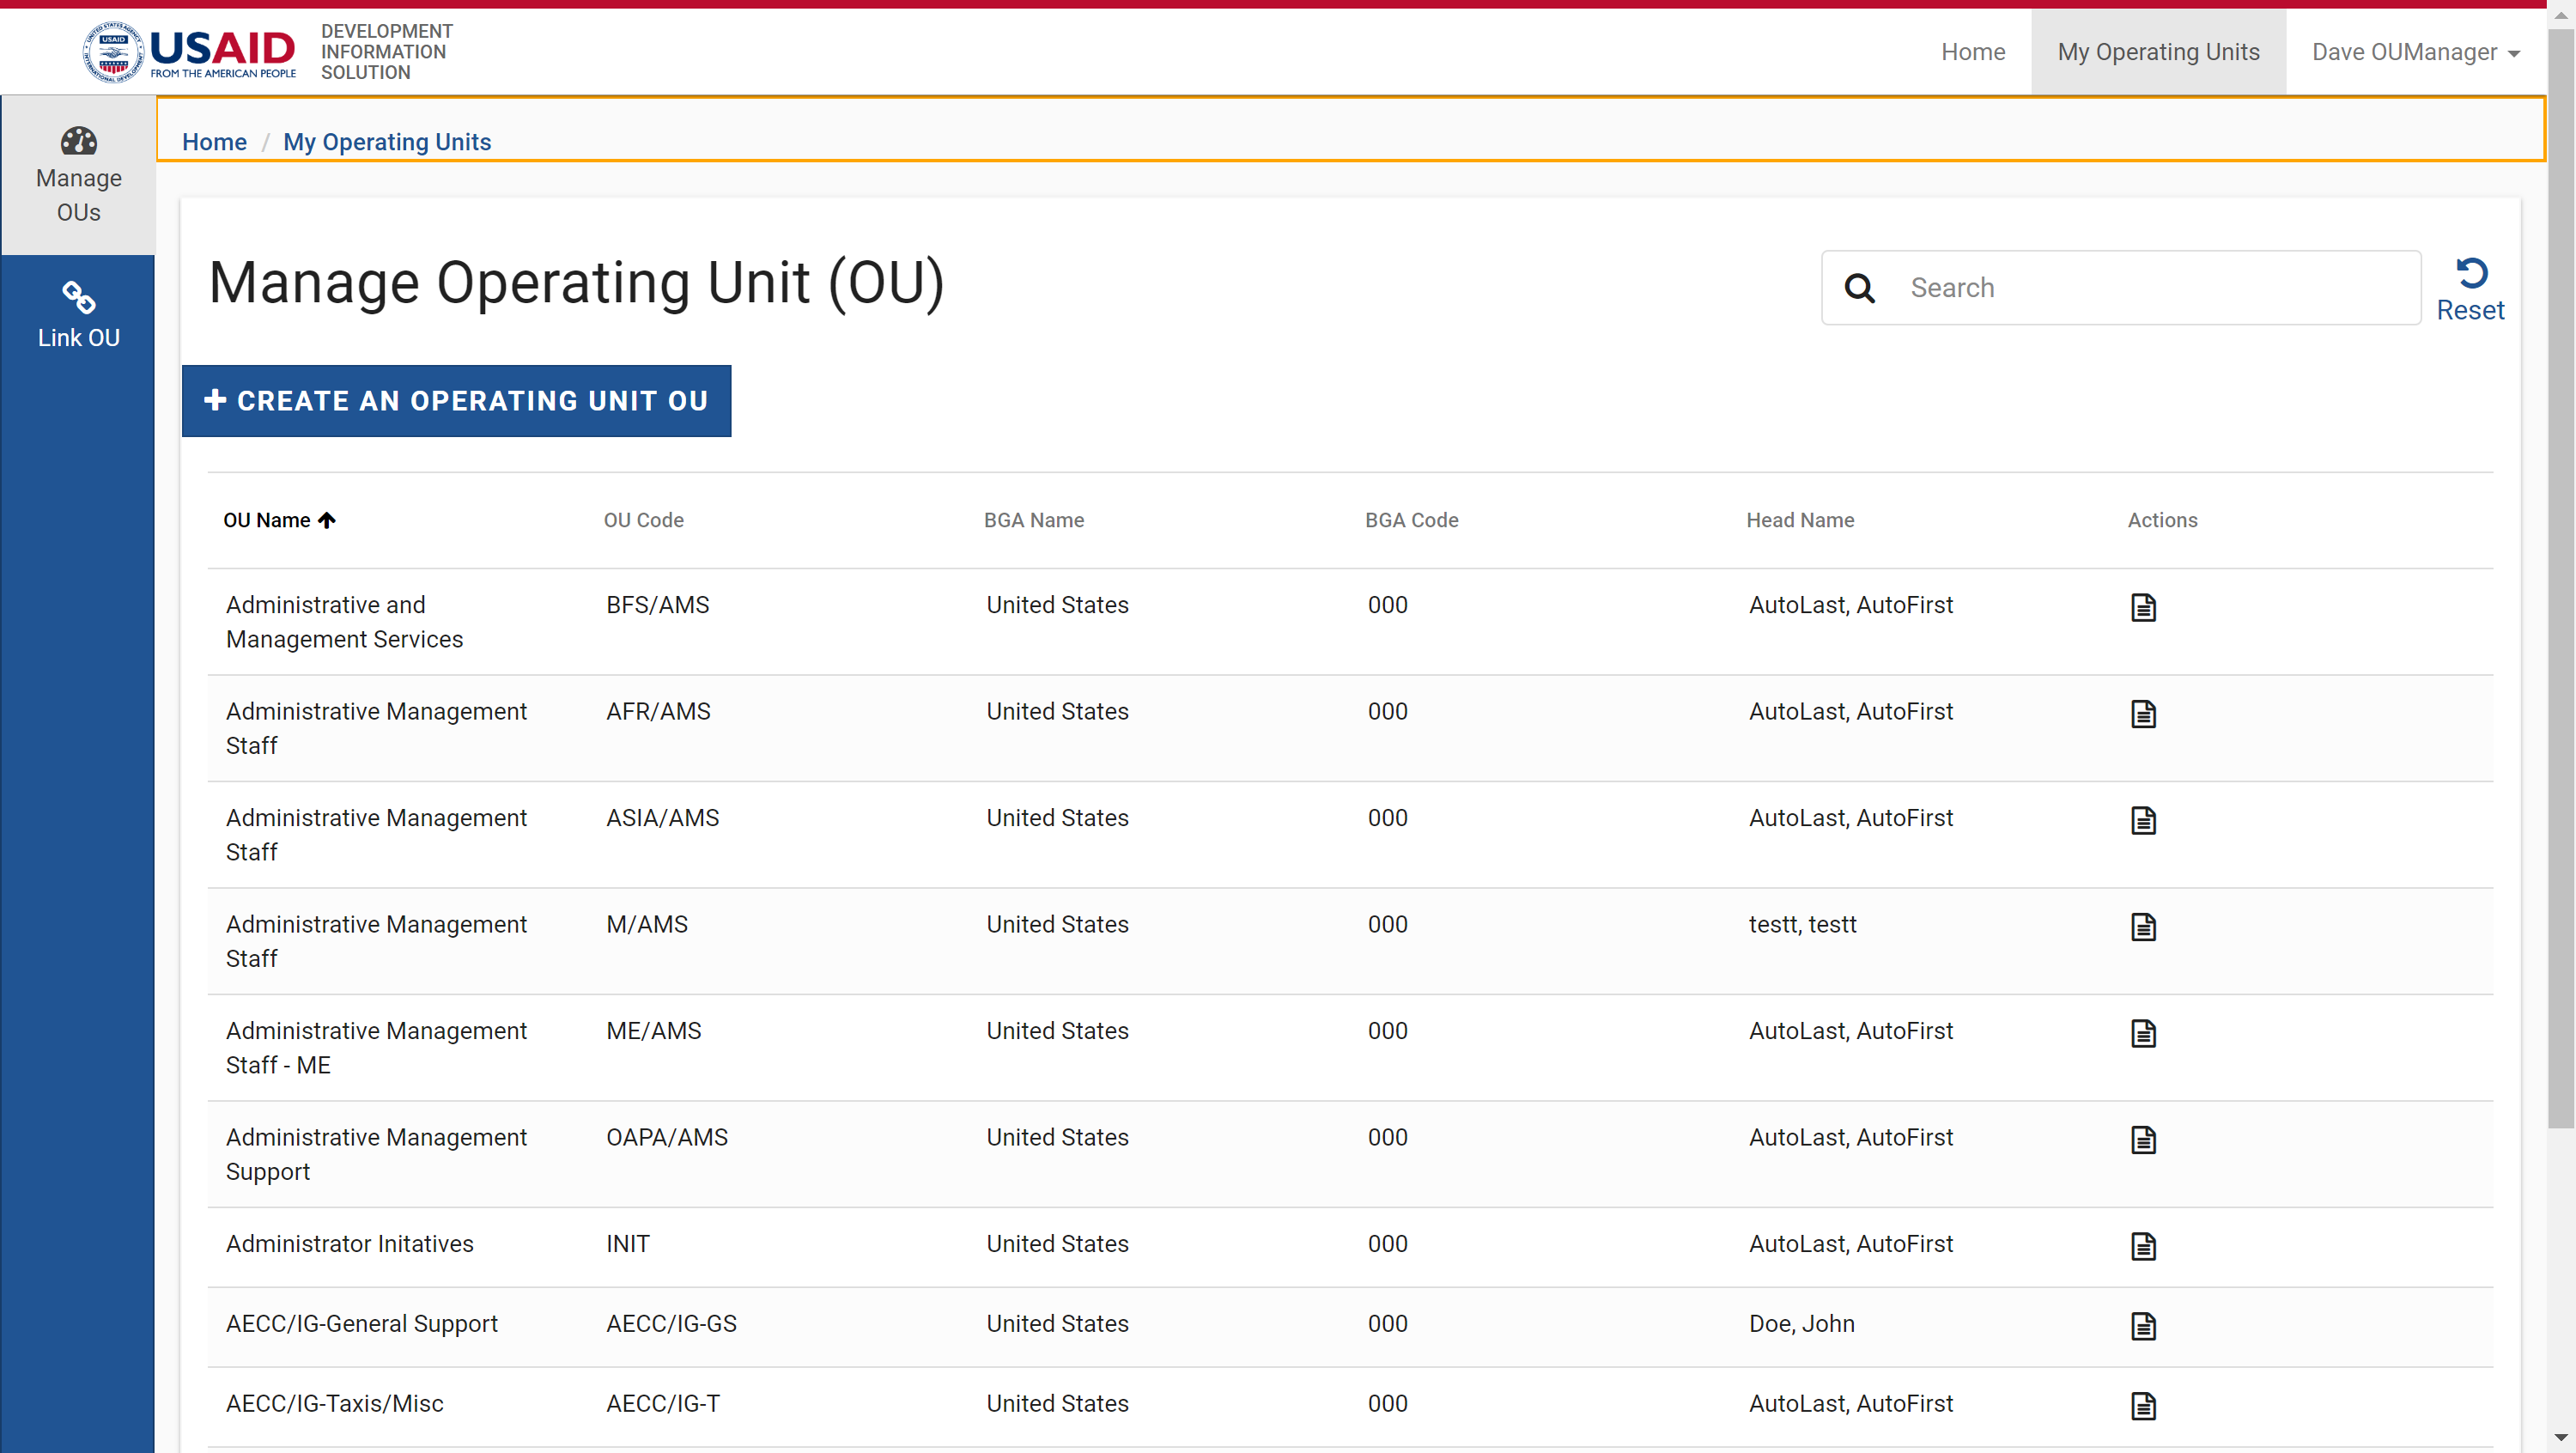 USAID
FROM THE AMERICAN PEOPLE
DEVELOPMENT
INFORMATION
SOLUTION
Home
My Operating Units
Dave OUManager
Manage
OUs
Link OU
Home / My Operating Units
Manage Operating Unit (OU)
Search
Reset
CREATE AN OPERATING UNIT OU
OU Name OU Code BGA Name BGA Code Head Name Actions
Administrative and BFS/AMS United States 000 AutoLast, AutoFirst
Management Services
Administrative Management AFR/AMS United States 000 AutoLast, AutoFirst
Staff
Administrative Management ASIA/AMS United States 000 AutoLast, AutoFirst
Staff
Administrative Management M/AMS United States 000 testt, testt
Staff
Administrative Management ME/AMS United States 000 AutoLast, AutoFirst
Staff - ME
Administrative Management OAPA/AMS United States 000 AutoLast, AutoFirst
Support
Administrator Initatives INIT United States 000 AutoLast, AutoFirst
AECC/IG-General Support AECC/IG-GS United States 000 Doe, John
AECC/IG-Taxis/Misc AECC/IG-T United States 000 AutoLast, AutoFirst